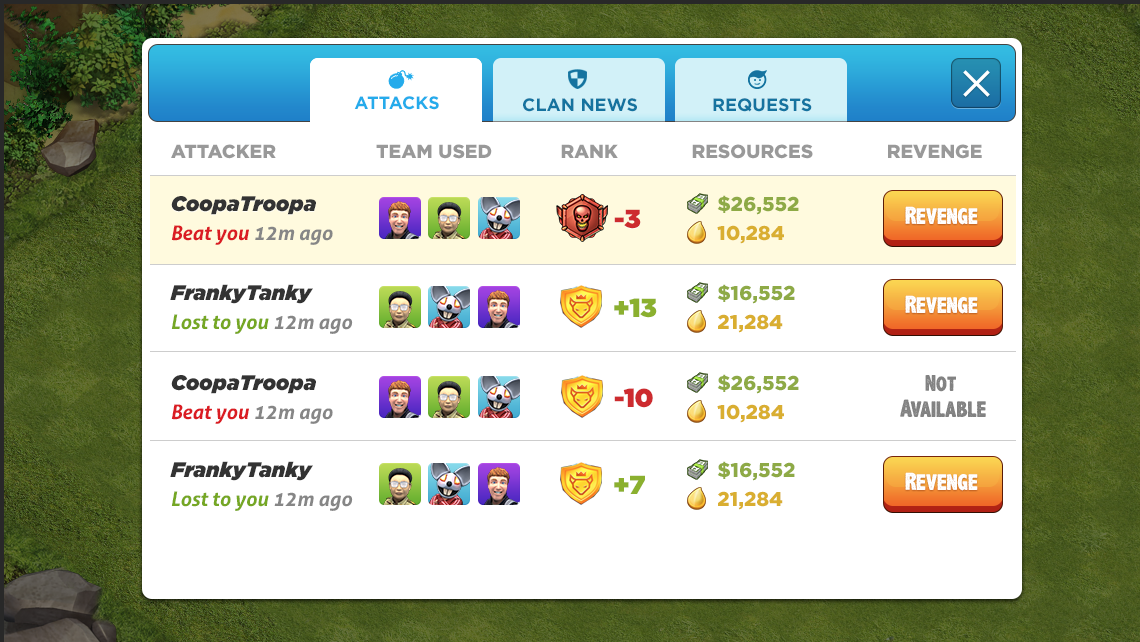 ATTACKS
CLAN NEWS
REQUESTS
ATTACKER TEAM USED RANK RESOURCES REVENGE
CoopaTroopa
Beat you 12m ago
-3
$26,552
10,284
REVENGE
FrankyTanky
Lost to you 12m ago
+13
$16,552
21,284
REVENGE
CoopaTroopa
Beat you 12m ago
-10
$26,552
10,284
NOT
AVAILABLE
FrankyTanky
Lost to you 12m ago
+7
$16,552
21,284
REVENGE